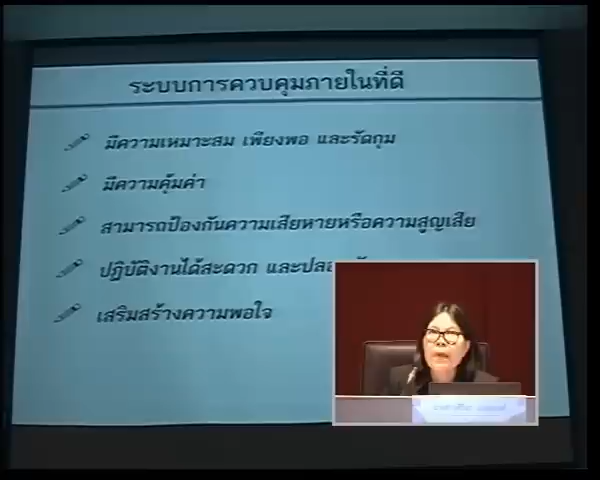 ระบบการควบคุมภายในที่ดี
มีความเหมาะสม เพียงพอ และรัดกุม
มีความคุ้มค่า
สามารถป้องกันความเสียหายหรือความสูญเสีย
ปฏิบัติงานได้สะดวก และปลอ
เสริมสร้างความพอใจ